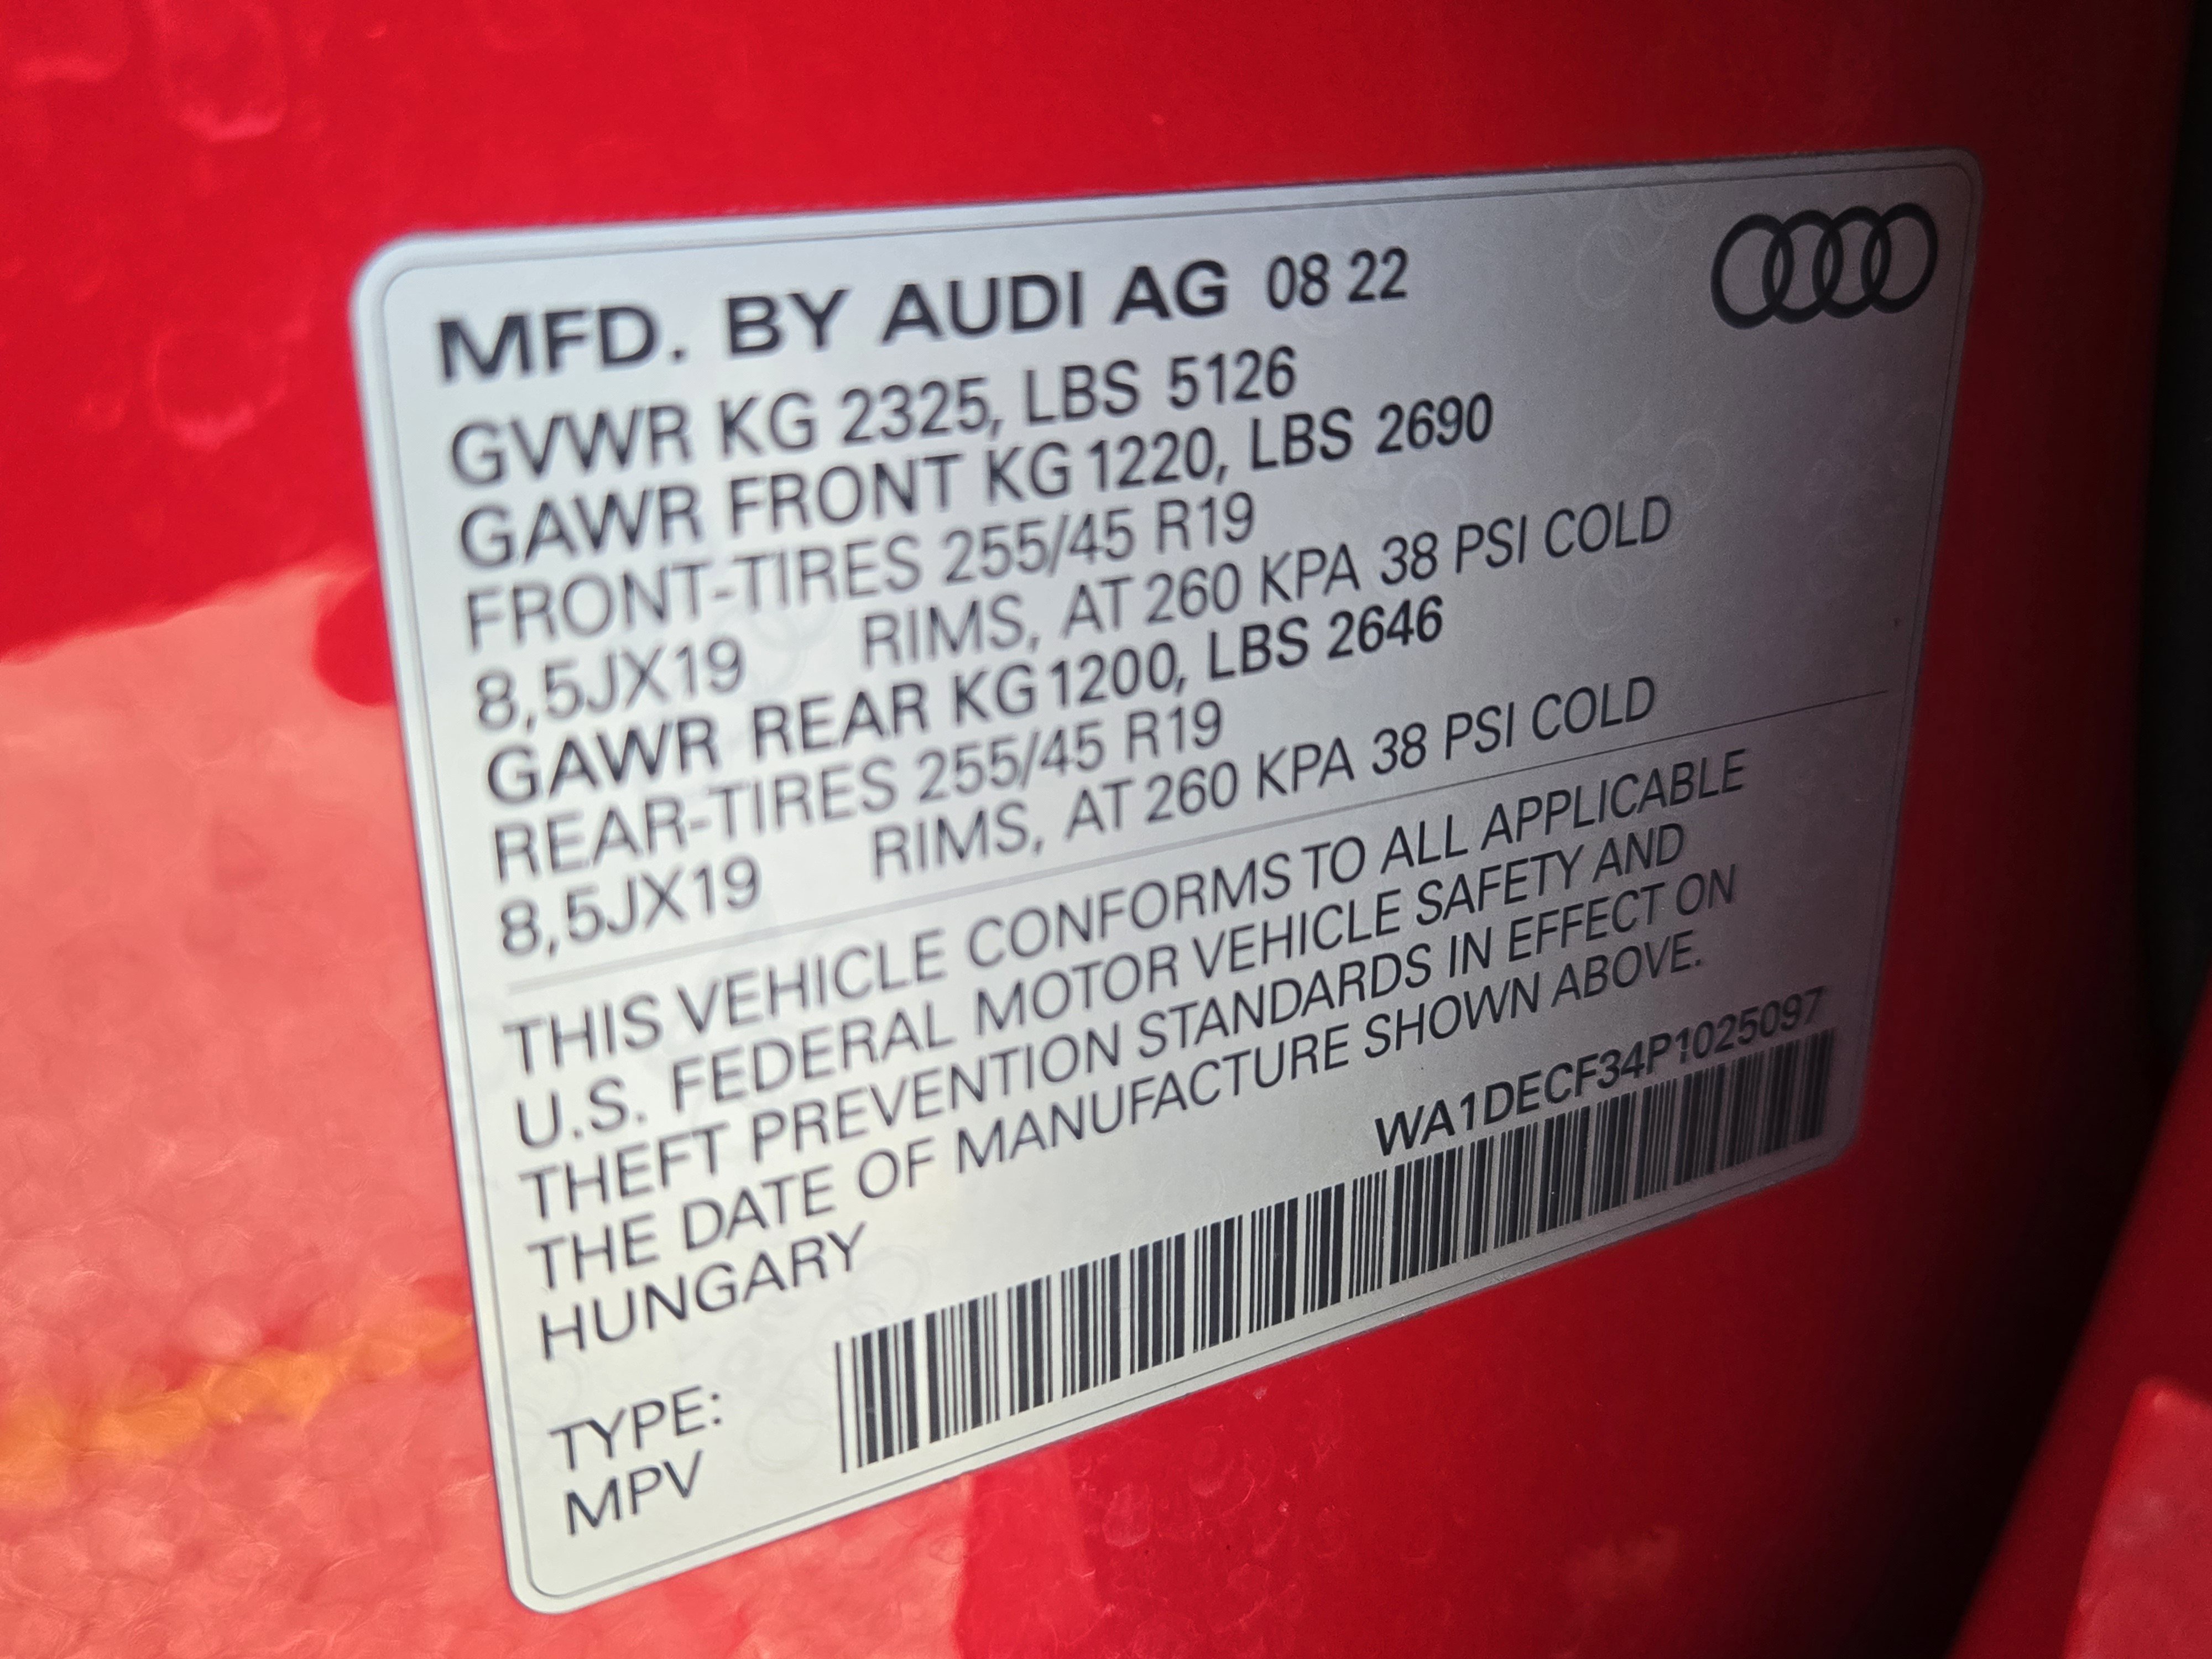 MFD. BY AUDI AG 08 22
GVWR KG 2325, LBS 5126
GAWR FRONT KG 1220, LBS 2690
FRONT-TIRES 255/45 R19
8,5JX19 RIMS, AT 260 KPA 38 PSI COLD
GAWR REAR KG 1200, LBS 2646
REAR-TIRES 255/45 R19
8,5JX19 RIMS, AT 260 KPA 38 PSI COLD
THIS VEHICLE CONFORMS TO ALL APPLICABLE
U.S. FEDERAL MOTOR VEHICLE SAFETY AND
THEFT PREVENTION STANDARDS IN EFFECT ON
THE DATE OF MANUFACTURE SHOWN ABOVE.
HUNGARY
WA1DECF34P1025097
TYPE:
MPV